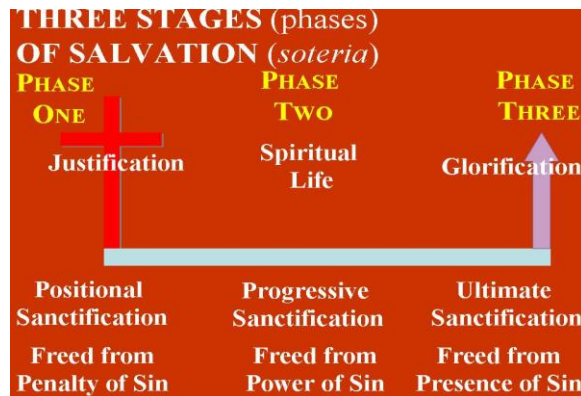 THREE STAGES (phases)
OF SALVATION (soteria)
PHASE
ONE
PHASE
TWO
PHASE
THREE
Justification
Spiritual
Life
Glorification
Positional
Sanctification
Progressive
Sanctification
Ultimate
Sanctification
Freed from
Penalty of Sin
Freed from
Power of Sin
Freed from
Presence of Sin